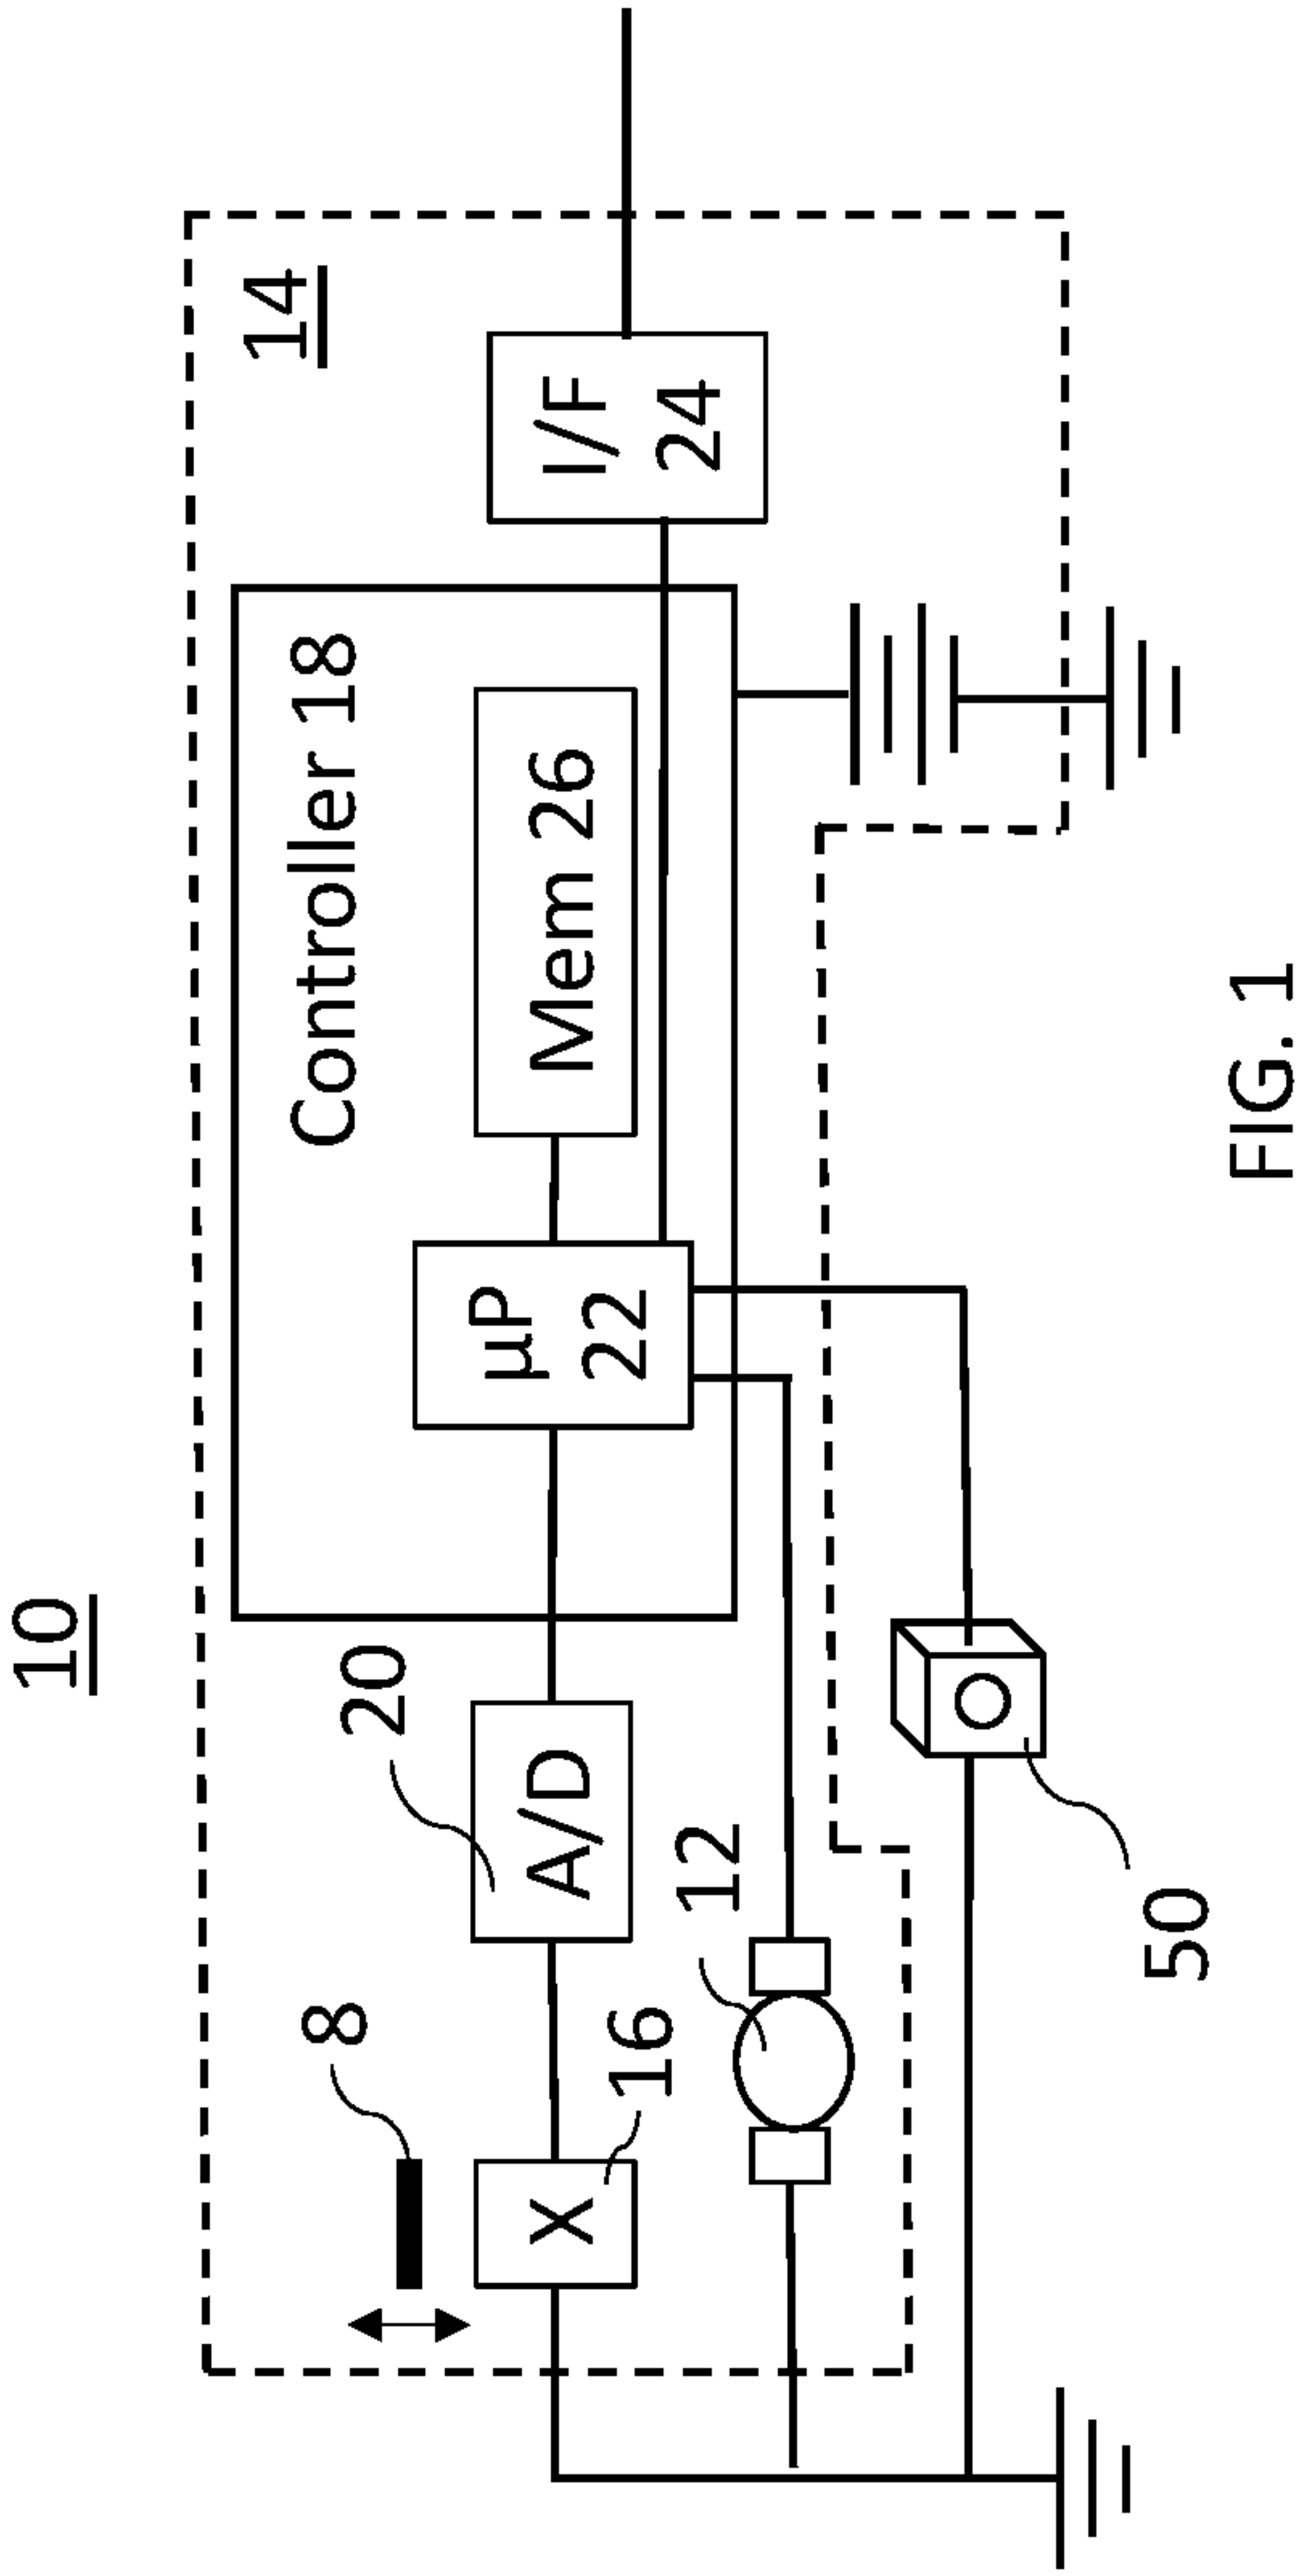 10
14
Controller 18
8
20
I/F
24
Mem 26
μP
22
A/D
X
16
12
50
FIG. 1